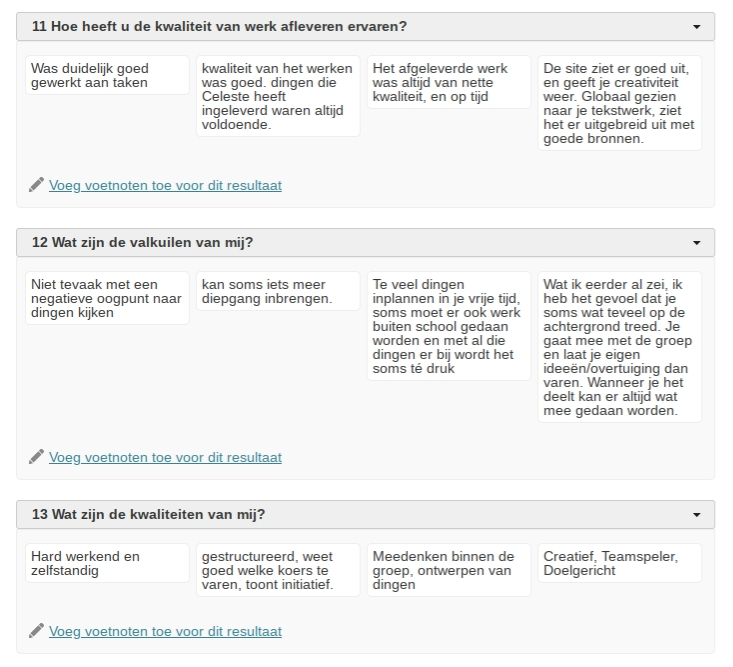 11 Hoe heeft u de kwaliteit van werk afleveren ervaren?
Was duidelijk goed
gewerkt aan taken
kwaliteit van het werken
was goed. dingen die
Celeste heeft
ingeleverd waren altijd
voldoende.
Het afgeleverde werk
was altijd van nette
kwaliteit, en op tijd
De site ziet er goed uit,
en geeft je creativiteit
weer. Globaal gezien
naar je tekstwerk, ziet
het er uitgebreid uit met
goede bronnen.
Voeg voetnoten toe voor dit resultaat
12 Wat zijn de valkuilen van mij?
Niet tevaak met een
negatieve oogpunt naar
dingen kijken
kan soms iets meer
diepgang inbrengen.
Te veel dingen
inplannen in je vrije tijd,
soms moet er ook werk
buiten school gedaan
worden en met al die
dingen er bij wordt het
soms té druk
Wat ik eerder al zei, ik
heb het gevoel dat je
soms wat teveel op de
achtergrond treed. Je
gaat mee met de groep
en laat je eigen
ideeën/overtuiging dan
varen. Wanneer je het
deelt kan er altijd wat
mee gedaan worden.
Voeg voetnoten toe voor dit resultaat
13 Wat zijn de kwaliteiten van mij?
Hard werkend en
zelfstandig
gestructureerd, weet
goed welke koers te
varen, toont initiatief.
Meedenken binnen de
groep, ontwerpen van
dingen
Creatief, Teamspeler,
Doelgericht
Voeg voetnoten toe voor dit resultaat